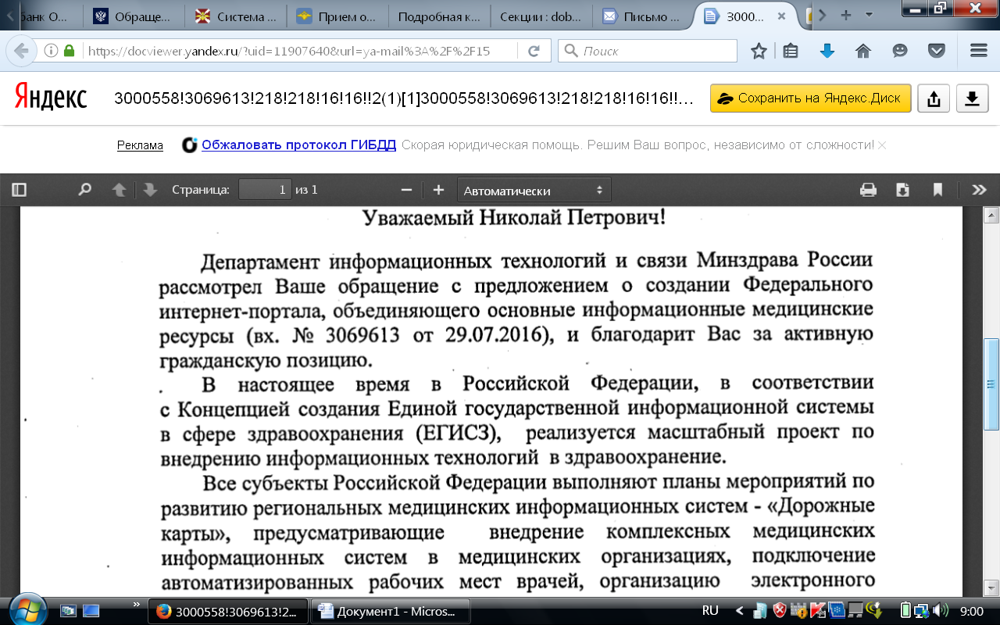 банк О...
Обраще...
Система ...
Прием о...
Подробная к...
Секции : dob...
Письмо ...
3000...
https://docviewer.yandex.ru/?uid=11907640&url=ya-mail%3A%2F%2F15
Поиск
Яндекс
3000558!3069613!218!218!16!16!!2(1)[1]3000558!3069613!218!218!16!16!!...
Сохранить на Яндекс.Диск
Реклама
Обжаловать протокол ГИБДД Скорая юридическая помощь. Решим Ваш вопрос, независимо от сложности!
Страница: 1 из 1
Автоматически
Уважаемый Николай Петрович!
Департамент информационных технологий и связи Минздрава России
рассмотрел Ваше обращение с предложением о создании Федерального
интернет-портала, объединяющего основные информационные медицинские
ресурсы (вх. № 3069613 от 29.07.2016), и благодарит Вас за активную
гражданскую позицию.
В настоящее время в Российской Федерации, в соответствии
с Концепцией создания Единой государственной информационной системы
в сфере здравоохранения (ЕГИСЗ), реализуется масштабный проект по
внедрению информационных технологий в здравоохранение.
Все субъекты Российской Федерации выполняют планы мероприятий по
развитию региональных медицинских информационных систем - «Дорожные
карты», предусматривающие внедрение комплексных медицинских
информационных систем в медицинских организациях, подключение
автоматизированных рабочих мест врачей, организацию электронного
3000558!3069613!2...
Документ1 - Micros...
RU
9:00